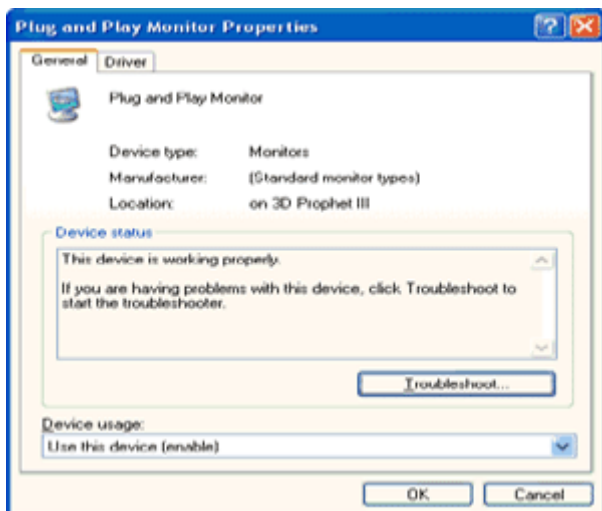 Plug and Play Monitor Properties
General Driver
Plug and Play Monitor
Device type: Monitors
Manufacturer: (Standard monitor types)
Location: on 3D Prophet III
Device status
This device is working properly.
If you are having problems with this device, click Troubleshoot to
start the troubleshooter.
Troubleshoot...
Device usage:
Use this device (enable)
OK Cancel